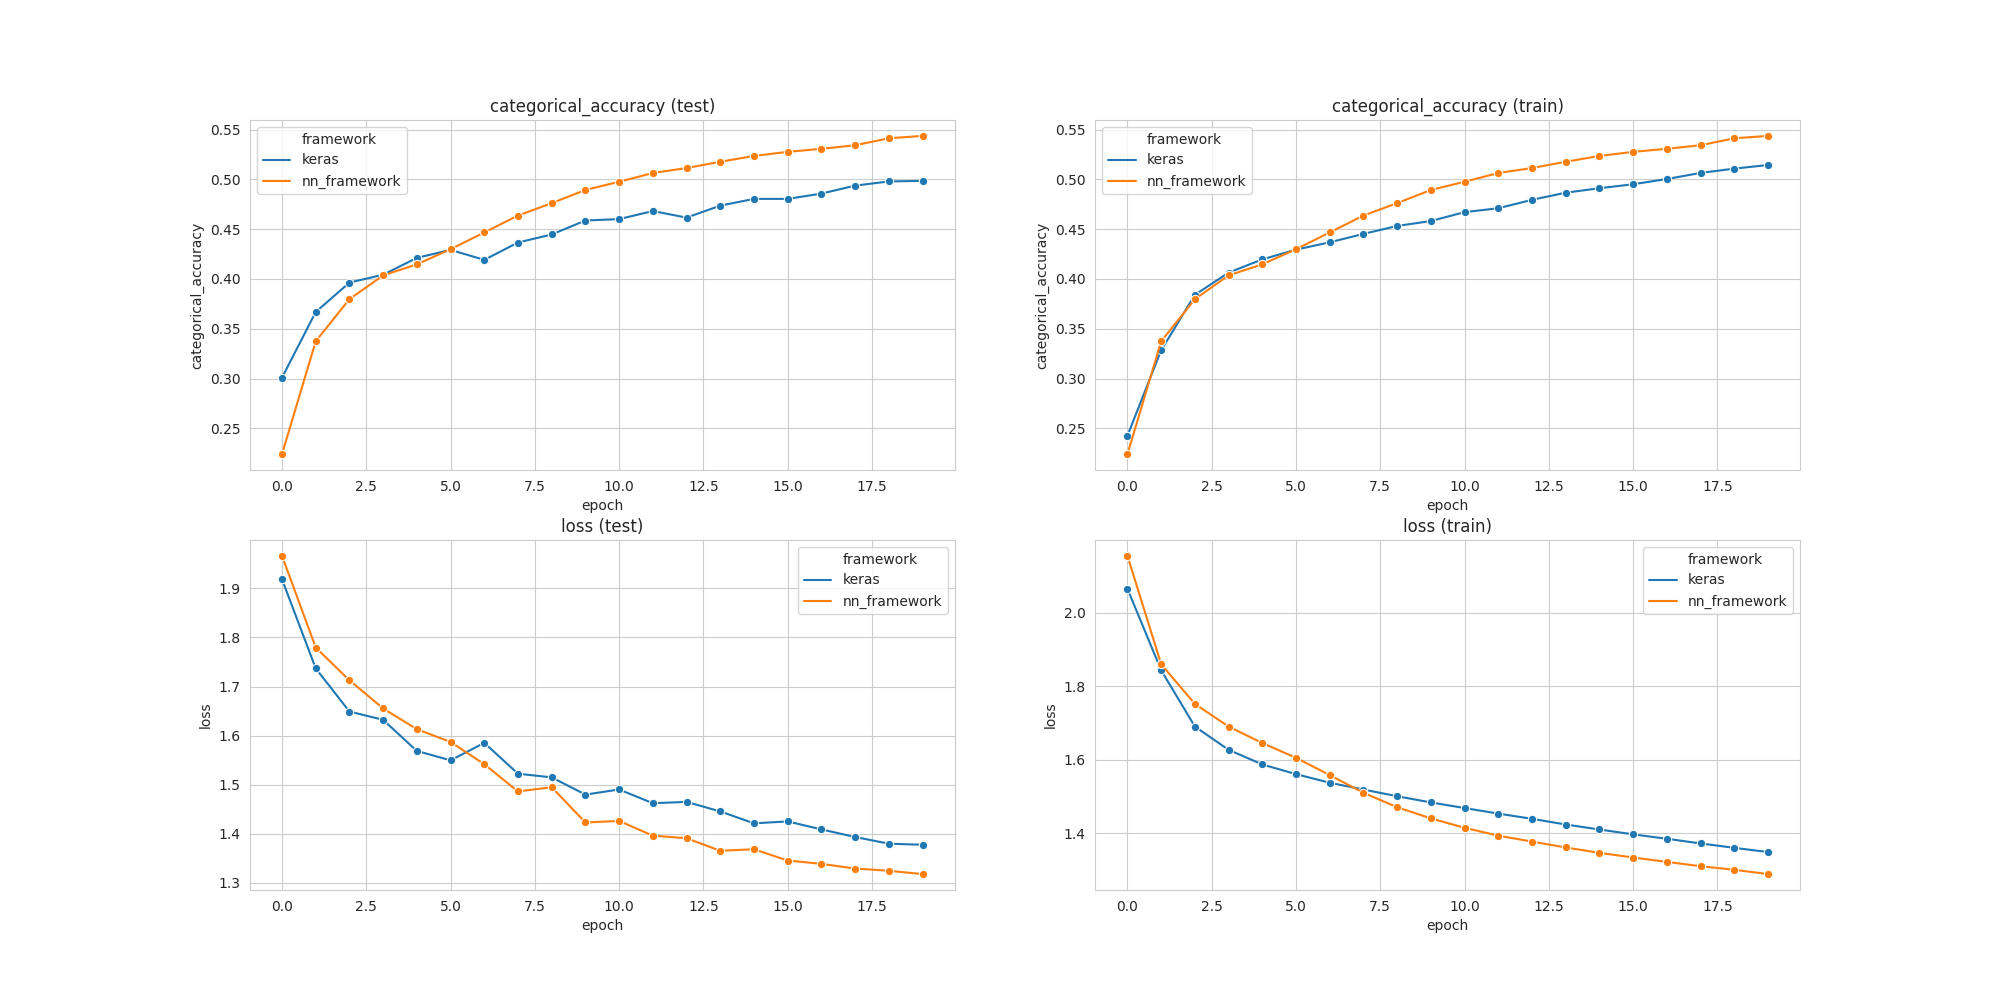 categorical_accuracy (test)
framework
keras
nn_framework
0.55
0.50
0.45
0.40
0.35
0.30
0.25
categorical_accuracy
0.0 2.5 5.0 7.5 10.0 12.5 15.0 17.5
epoch
categorical_accuracy (train)
framework
keras
nn_framework
0.55
0.50
0.45
0.40
0.35
0.30
0.25
categorical_accuracy
0.0 2.5 5.0 7.5 10.0 12.5 15.0 17.5
epoch
loss (test)
framework
keras
nn_framework
1.9
1.8
1.7
1.6
1.5
1.4
1.3
loss
0.0 2.5 5.0 7.5 10.0 12.5 15.0 17.5
epoch
loss (train)
framework
keras
nn_framework
2.0
1.8
1.6
1.4
loss
0.0 2.5 5.0 7.5 10.0 12.5 15.0 17.5
epoch